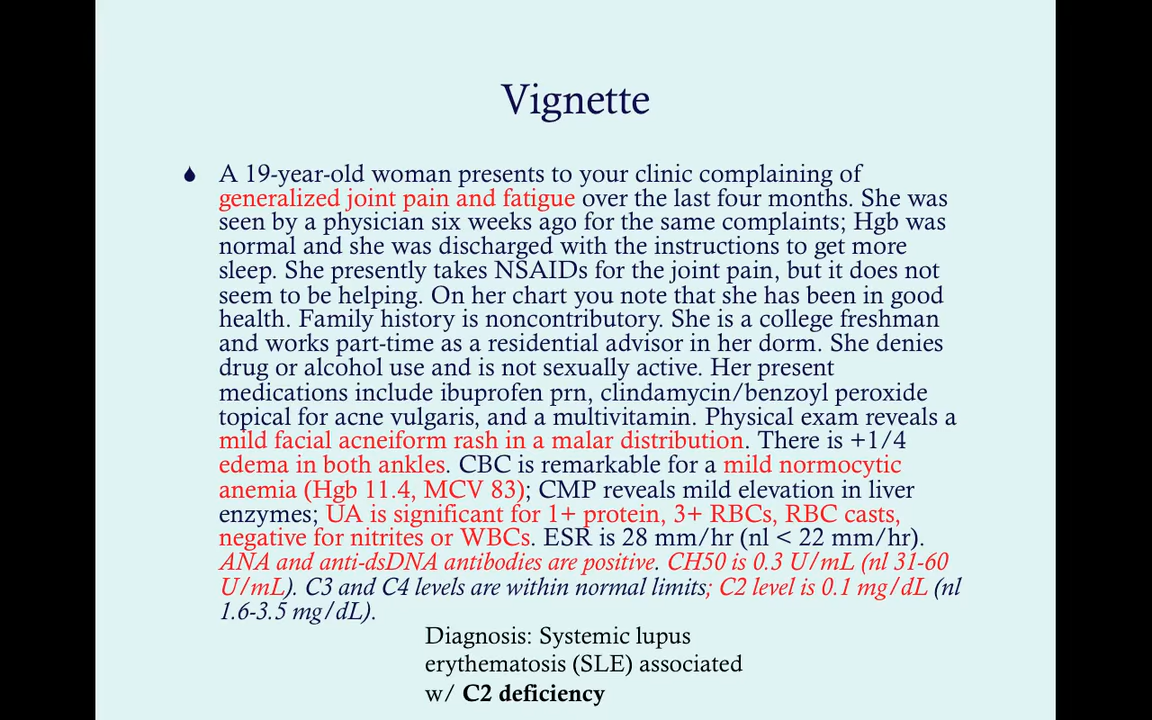 Vignette
A 19-year-old woman presents to your clinic complaining of
generalized joint pain and fatigue over the last four months. She was
seen by a physician six weeks ago for the same complaints; Hgb was
normal and she was discharged with the instructions to get more
sleep. She presently takes NSAIDs for the joint pain, but it does not
seem to be helping. On her chart you note that she has been in good
health. Family history is noncontributory. She is a college freshman
and works part-time as a residential advisor in her dorm. She denies
drug or alcohol use and is not sexually active. Her present
medications include ibuprofen prn, clindamycin/benzoyl peroxide
topical for acne vulgaris, and a multivitamin. Physical exam reveals a
mild facial acneiform rash in a malar distribution. There is +1/4
edema in both ankles. CBC is remarkable for a mild normocytic
anemia (Hgb 11.4, MCV 83); CMP reveals mild elevation in liver
enzymes; UA is significant for 1+ protein, 3+ RBCs, RBC casts,
negative for nitrites or WBCs. ESR is 28 mm/hr (nl < 22 mm/hr).
ANA and anti-dsDNA antibodies are positive. CH50 is 0.3 U/mL (nl 31-60
U/mL). C3 and C4 levels are within normal limits; C2 level is 0.1 mg/dL (nl
1.6-3.5 mg/dL).
Diagnosis: Systemic lupus
erythematosis (SLE) associated
w/ C2 deficiency